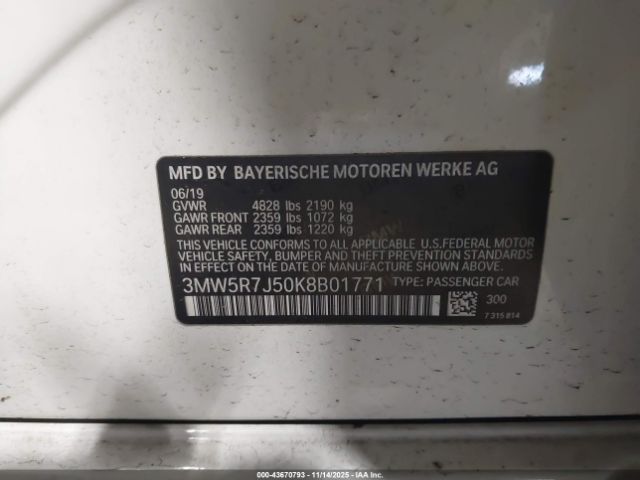 MFD BY BAYERISCHE MOTOREN WERKE AG
06/19
GVWR 4828 lbs 2190 kg
GAWR FRONT 2359 lbs 1072 kg
GAWR REAR 2359 lbs 1220 kg
THIS VEHICLE CONFORMS TO ALL APPLICABLE U.S.FEDERAL MOTOR
VEHICLE SAFETY, BUMPER, AND THEFT PREVENTION STANDARDS
IN EFFECT ON THE DATE OF MANUFACTURE SHOWN ABOVE.
3MW5R7J50K8B01771 TYPE: PASSENGER CAR
300
7 315 814
000-43670793 11/14/2025 IAA Inc.